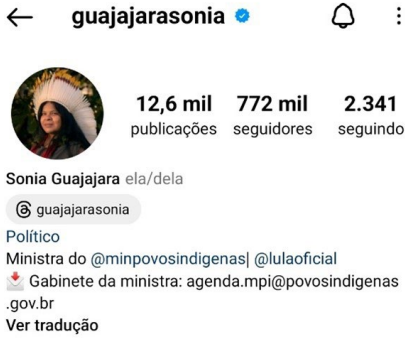 guajajarasonia
12,6 mil 772 mil 2.341
publicações seguidores seguindo
Sonia Guajajara ela/dela
guajajarasonia
Político
Ministra do @minpovosindigenas| @lulaoficial
Gabinete da ministra: agenda.mpi@povosindigenas
.gov.br
Ver tradução